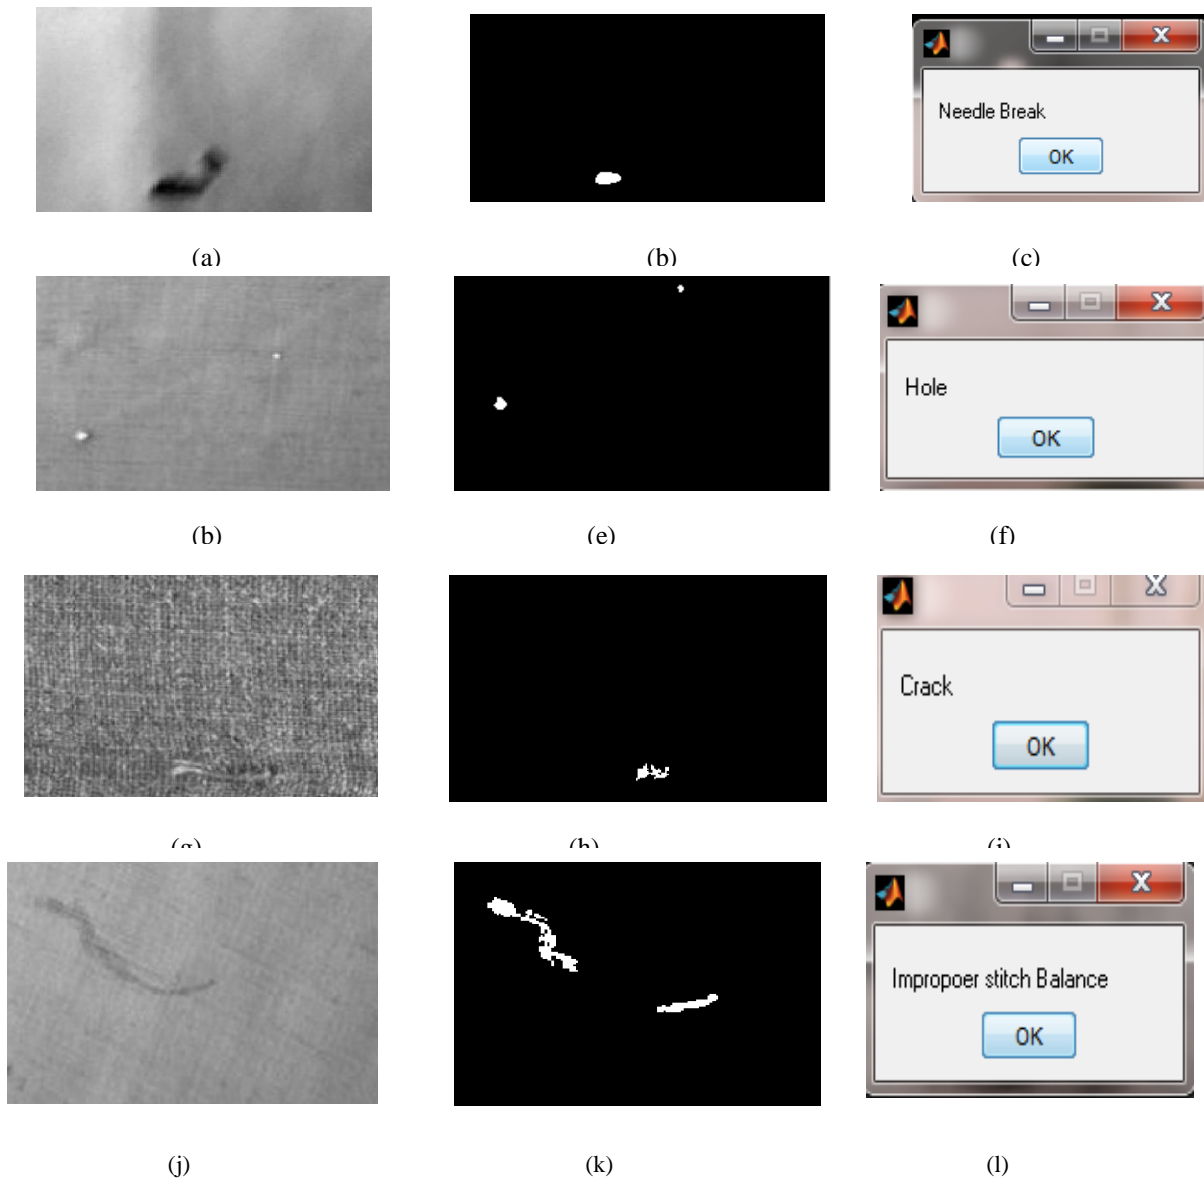 Needle Break
OK
(a) (b) (c)
Hole
OK
(b) (e) (f)
Crack
OK
(g) (h) (i)
Impropoer stitch Balance
OK
(j) (k) (l)